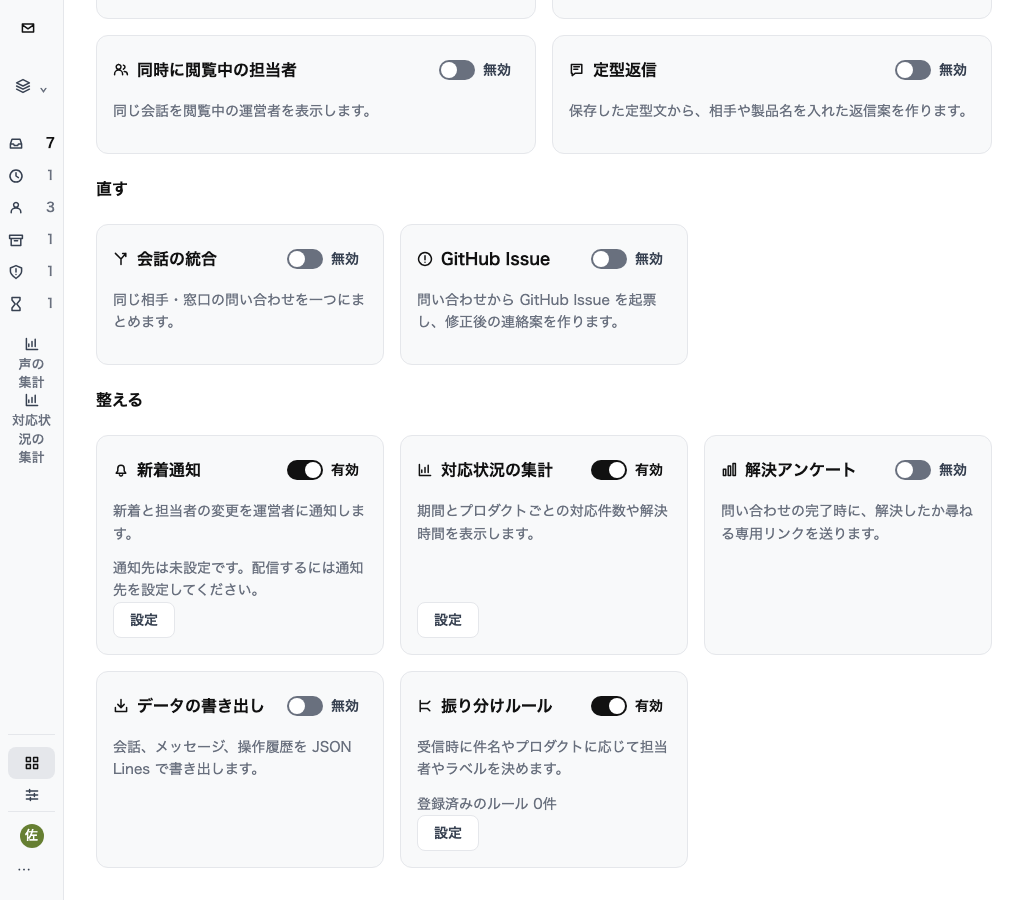 同時に閲覧中の担当者
無効
同じ会話を閲覧中の運営者を表示します。
定型返信
無効
保存した定型文から、相手や製品名を入れた返信案を作ります。
7
1
3
1
1
1
声の
集計
対応状
況の
集計
佐
…
直す
会話の統合
無効
同じ相手・窓口の問い合わせを一つにま
とめます。
GitHub Issue
無効
問い合わせから GitHub Issue を起票
し、修正後の連絡案を作ります。
整える
新着通知
有効
新着と担当者の変更を運営者に通知しま
す。
通知先は未設定です。配信するには通知
先を設定してください。
設定
対応状況の集計
有効
期間とプロダクトごとの対応件数や解決
時間を表示します。
設定
解決アンケート
無効
問い合わせの完了時に、解決したか尋ね
る専用リンクを送ります。
データの書き出し
無効
会話、メッセージ、操作履歴を JSON
Lines で書き出します。
振り分けルール
有効
受信時に件名やプロダクトに応じて担当
者やラベルを決めます。
登録済みのルール 0件
設定